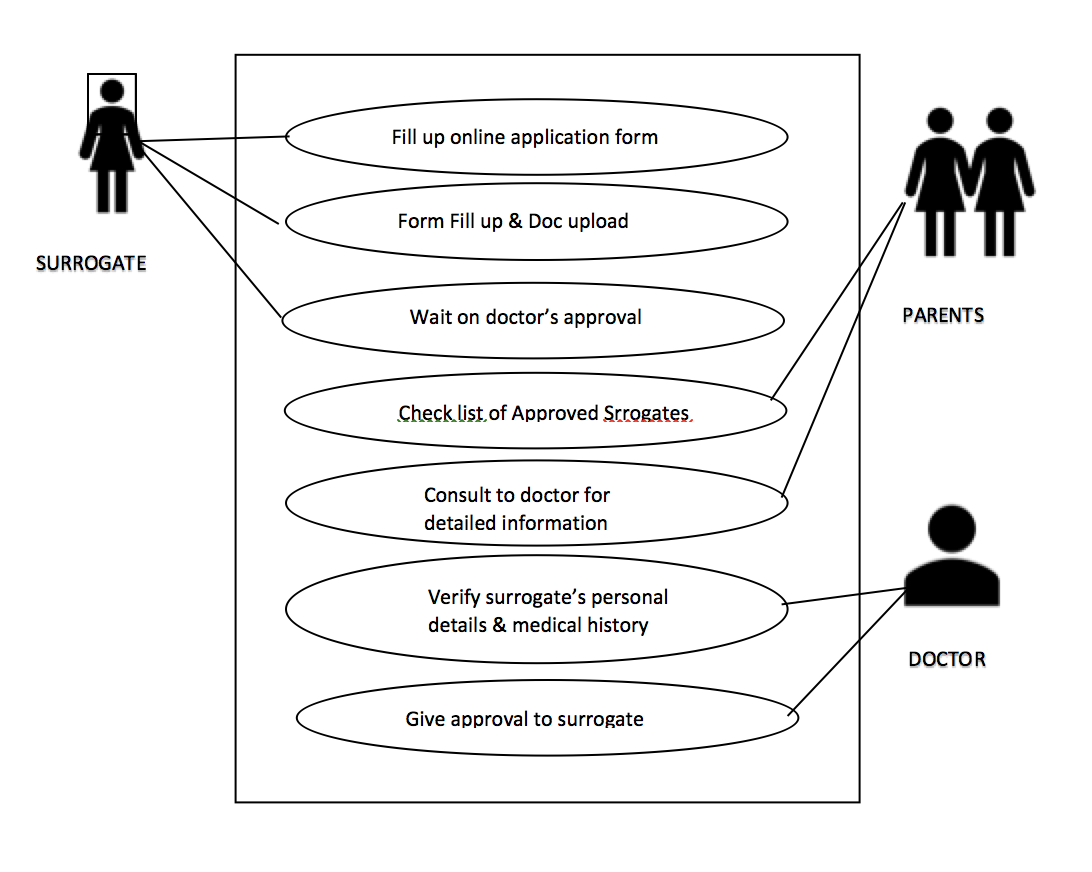 Fill up online application form
Form Fill up & Doc upload
SURROGATE
Wait on doctor’s approval
PARENTS
Check list of Approved Srrogates
Consult to doctor for
detailed information
Verify surrogate’s personal
details & medical history
DOCTOR
Give approval to surrogate